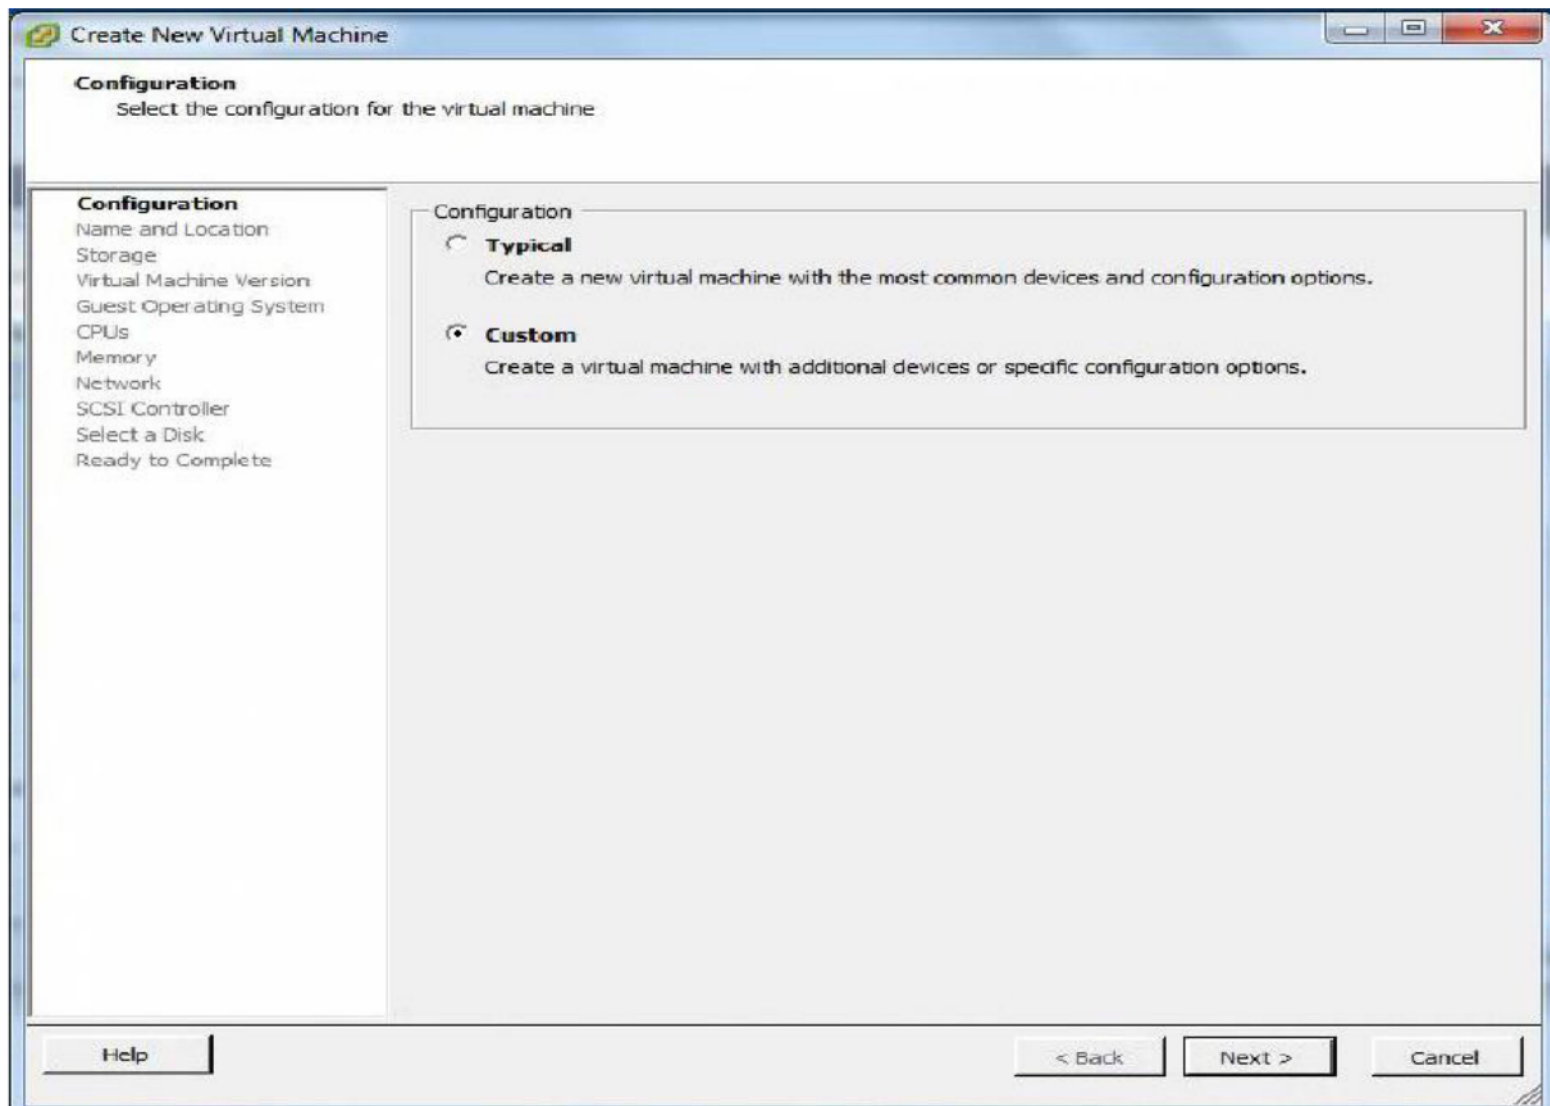 Create New Virtual Machine
Configuration
Select the configuration for the virtual machine
Configuration
Name and Location
Storage
Virtual Machine Version
Guest Operating System
CPUs
Memory
Network
SCSI Controller
Select a Disk
Ready to Complete
Configuration
Typical
Create a new virtual machine with the most common devices and configuration options.
Custom
Create a virtual machine with additional devices or specific configuration options.
Help
< Back
Next >
Cancel